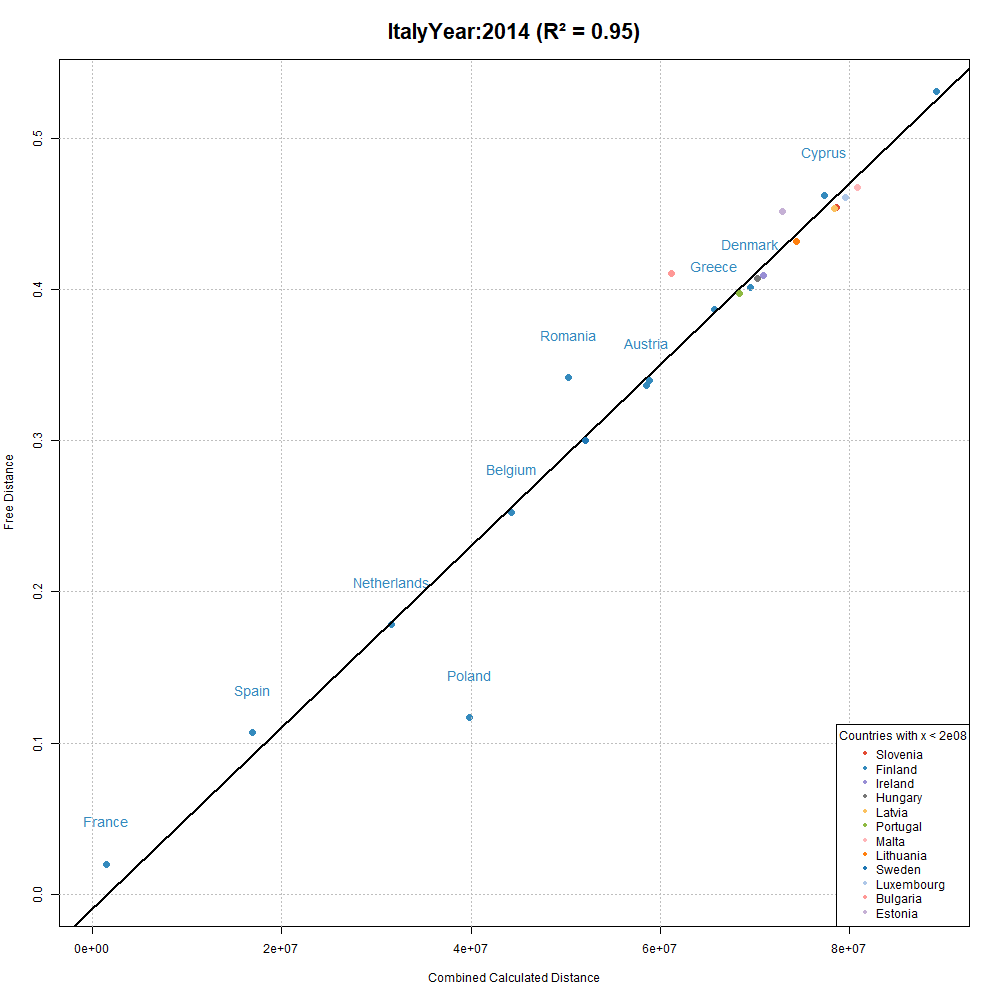 ItalyYear:2014 (R² = 0.95)
0.5
0.4
0.3
0.2
0.1
0.0
Free Distance
Cyprus
Denmark
Greece
Romania
Austria
Belgium
Netherlands
Poland
Spain
France
Countries with x < 2e08
Slovenia
Finland
Ireland
Hungary
Latvia
Portugal
Malta
Lithuania
Sweden
Luxembourg
Bulgaria
Estonia
0e+00 2e+07 4e+07 6e+07 8e+07
Combined Calculated Distance